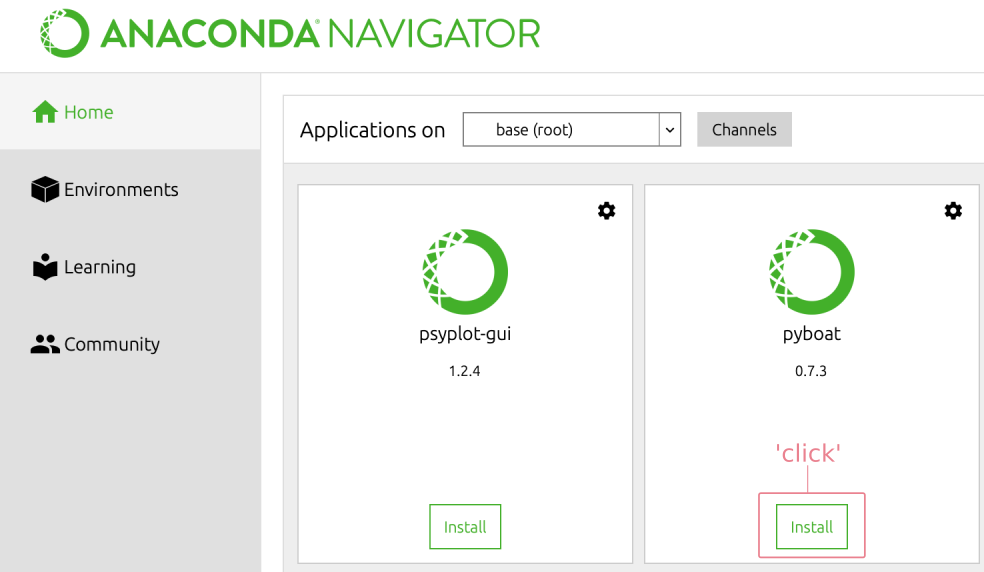 ANACONDA NAVIGATOR
Home
Applications on
base (root)
Channels
Environments
Learning
Community
psyplot-gui
1.2.4
Install
pyboat
0.7.3
'click'
Install